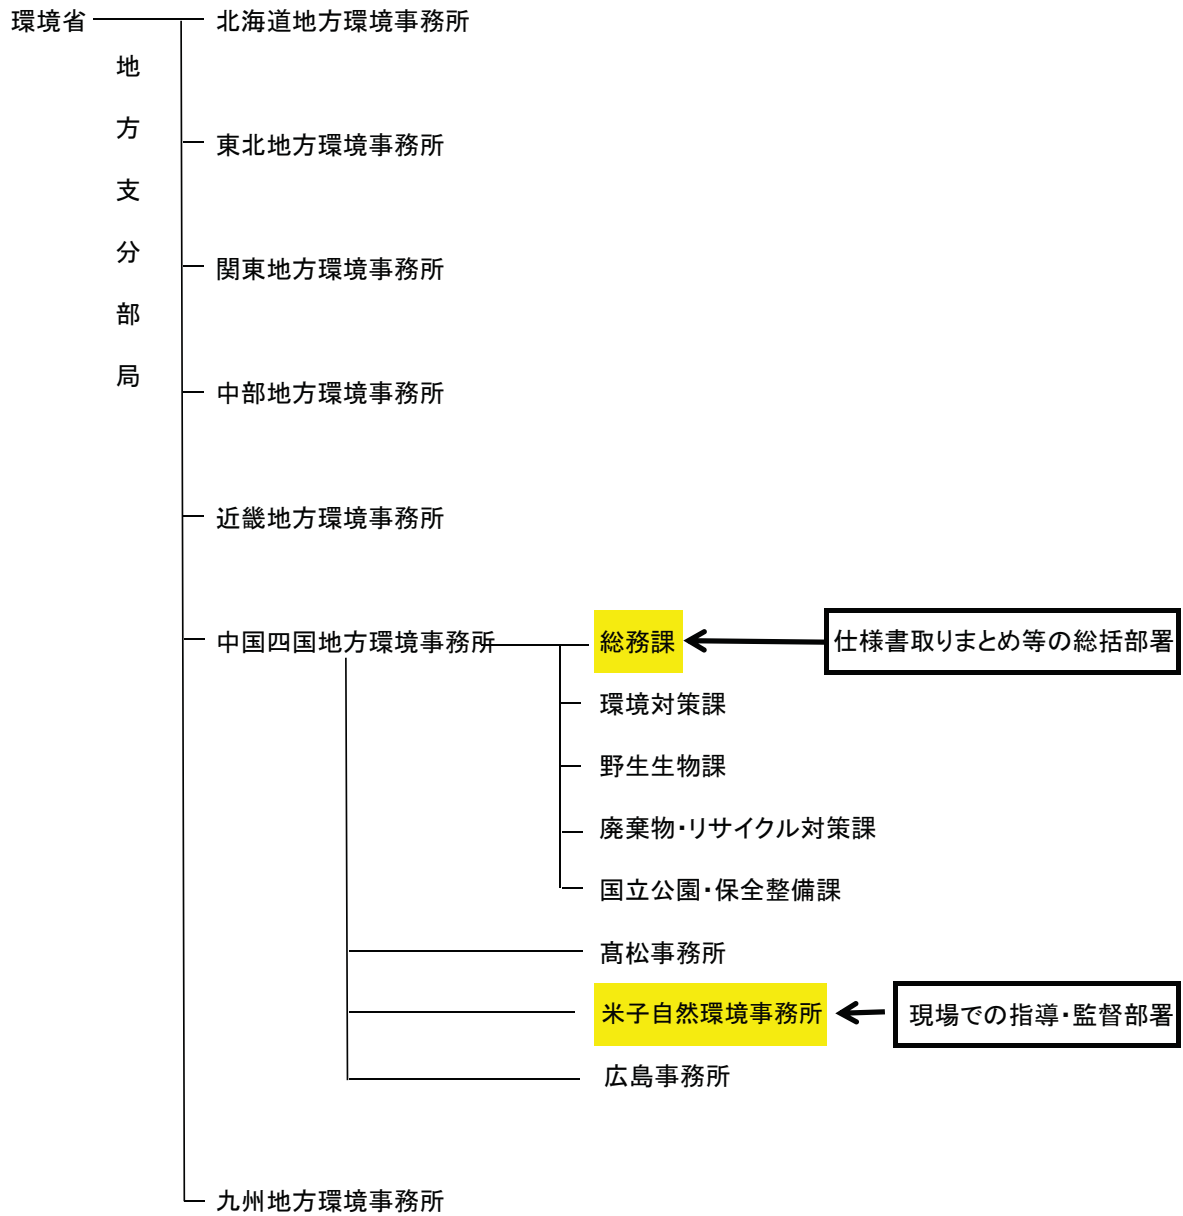 環境省
北海道地方環境事務所
地方支分部局
東北地方環境事務所
関東地方環境事務所
中部地方環境事務所
近畿地方環境事務所
中国四国地方環境事務所
総務課
仕様書取りまとめ等の総括部署
環境対策課
野生生物課
廃棄物・リサイクル対策課
国立公園・保全整備課
髙松事務所
米子自然環境事務所
現場での指導・監督部署
広島事務所
九州地方環境事務所